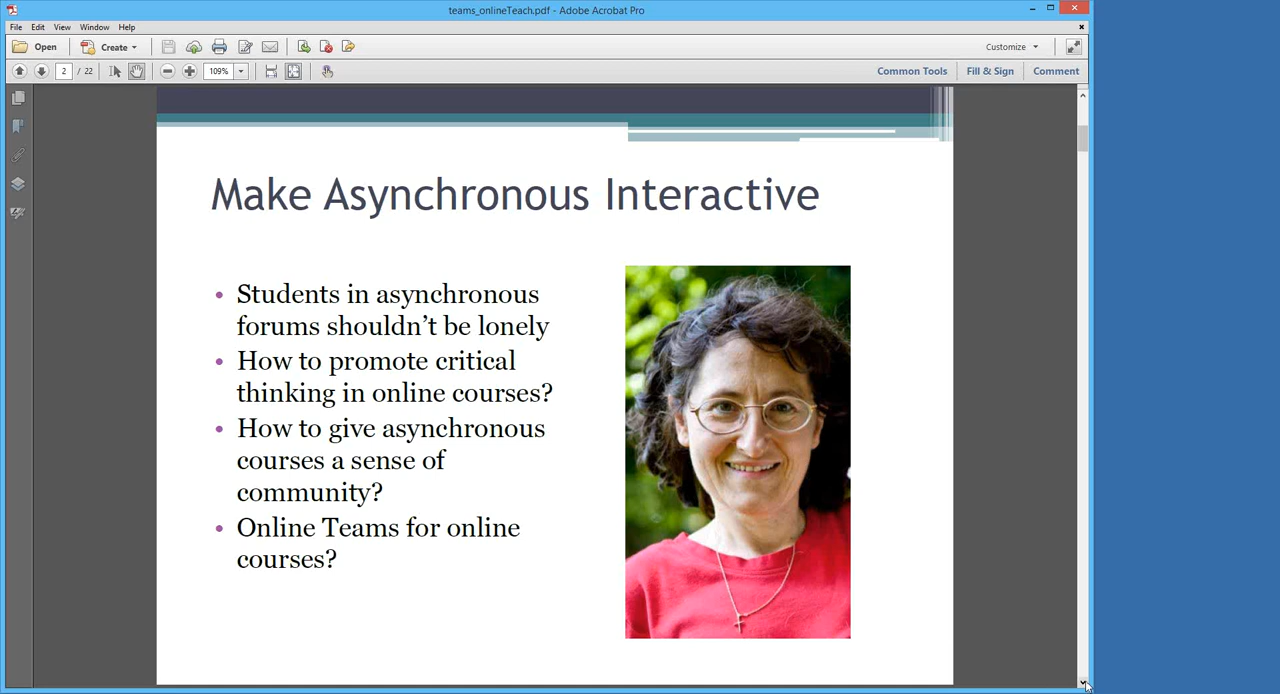 teams_onlineTeach.pdf - Adobe Acrobat Pro
File Edit View Window Help
Open Create Customize
2 / 22 109% Common Tools Fill & Sign Comment
Make Asynchronous Interactive
• Students in asynchronous
forums shouldn’t be lonely
• How to promote critical
thinking in online courses?
• How to give asynchronous
courses a sense of
community?
• Online Teams for online
courses?